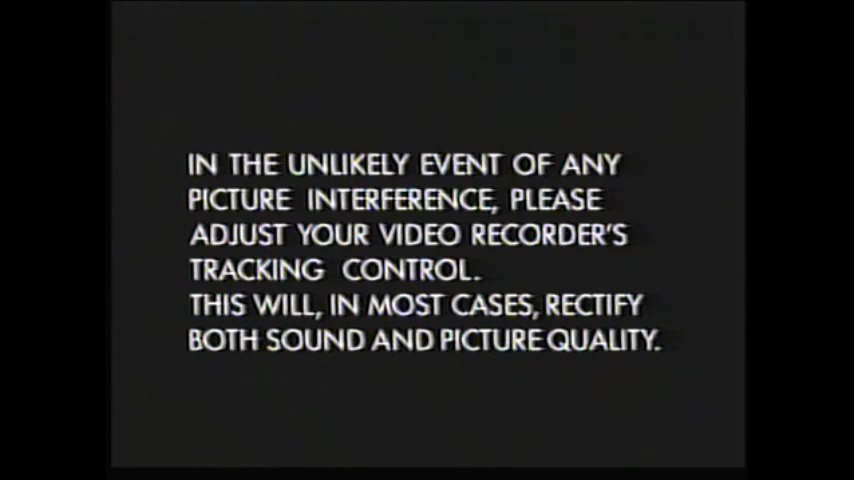 IN THE UNLIKELY EVENT OF ANY
PICTURE INTERFERENCE, PLEASE
ADJUST YOUR VIDEO RECORDER'S
TRACKING CONTROL.
THIS WILL, IN MOST CASES, RECTIFY
BOTH SOUND AND PICTURE QUALITY.